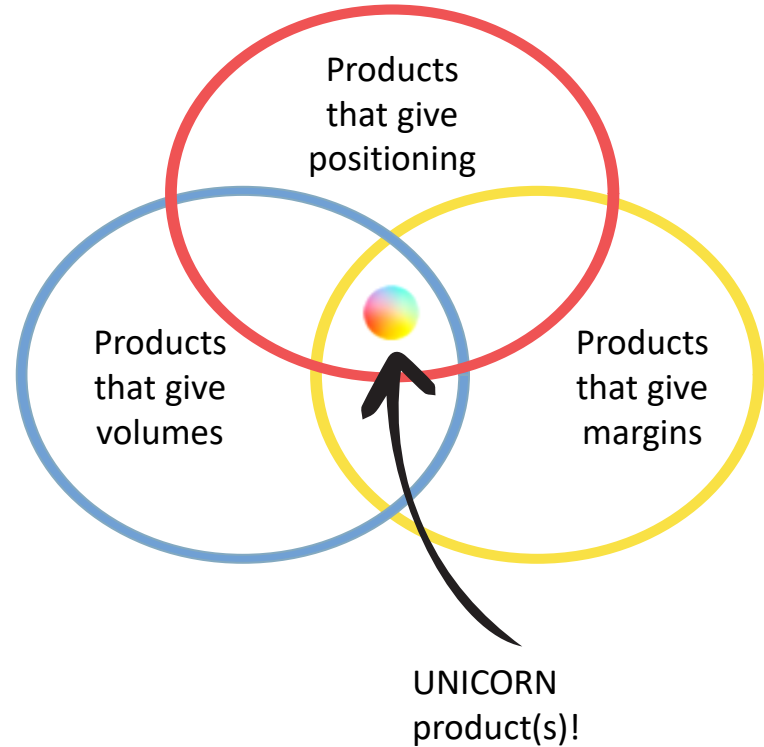 Products
that give
positioning
Products
that give
volumes
Products
that give
margins
UNICORN
product(s)!